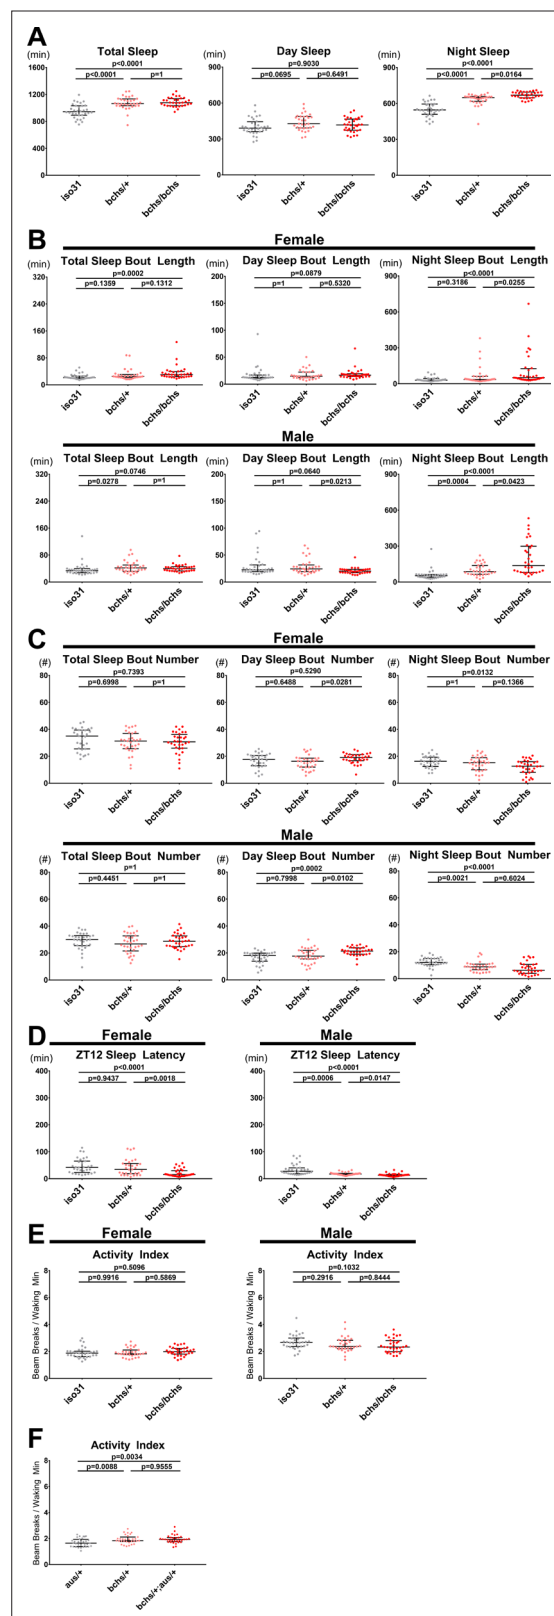 A
Total Sleep
Day Sleep
Night Sleep
(min)
p<0.0001
p<0.0001
p=1
1600
1200
800
400
0
iso31
bchs/+
bchs/bchs
(min)
p=0.9030
p=0.0695
p=0.6491
900
600
300
0
iso31
bchs/+
bchs/bchs
(min)
p<0.0001
p<0.0001
p=0.0164
900
600
300
0
iso31
bchs/+
bchs/bchs
B
Female
Total Sleep Bout Length
(min)
p=0.0002
p=0.1359
p=0.1312
320
240
160
80
0
iso31
bchs/+
bchs/bchs
Day Sleep Bout Length
(min)
p=0.0879
p=1
p=0.5320
200
150
100
50
0
iso31
bchs/+
bchs/bchs
Night Sleep Bout Length
(min)
p<0.0001
p=0.3186
p=0.0255
900
600
300
0
iso31
bchs/+
bchs/bchs
Male
Total Sleep Bout Length
(min)
p=0.0746
p=0.0278
p=1
320
240
160
80
0
iso31
bchs/+
bchs/bchs
Day Sleep Bout Length
(min)
p=0.0640
p=1
p=0.0213
200
150
100
50
0
iso31
bchs/+
bchs/bchs
Night Sleep Bout Length
(min)
p<0.0001
p=0.0004
p=0.0423
900
600
300
0
iso31
bchs/+
bchs/bchs
C
Female
Total Sleep Bout Number
(#)
p=0.7393
p=0.6998
p=1
80
60
40
20
0
iso31
bchs/+
bchs/bchs
Day Sleep Bout Number
(#)
p=0.5290
p=0.6488
p=0.0281
80
60
40
20
0
iso31
bchs/+
bchs/bchs
Night Sleep Bout Number
(#)
p=0.0132
p=1
p=0.1366
80
60
40
20
0
iso31
bchs/+
bchs/bchs
Male
Total Sleep Bout Number
(#)
p=1
p=0.4451
p=1
80
60
40
20
0
iso31
bchs/+
bchs/bchs
Day Sleep Bout Number
(#)
p=0.0002
p=0.7998
p=0.0102
80
60
40
20
0
iso31
bchs/+
bchs/bchs
Night Sleep Bout Number
(#)
p<0.0001
p=0.0021
p=0.6024
80
60
40
20
0
iso31
bchs/+
bchs/bchs
D
Female
ZT12 Sleep Latency
(min)
p<0.0001
p=0.9437
p=0.0018
400
300
200
100
0
iso31
bchs/+
bchs/bchs
Male
ZT12 Sleep Latency
(min)
p<0.0001
p=0.0006
p=0.0147
400
300
200
100
0
iso31
bchs/+
bchs/bchs
E
Female
Activity Index
p=0.5096
p=0.9916
p=0.5869
Beam Breaks / Waking Min
8
6
4
2
0
iso31
bchs/+
bchs/bchs
Male
Activity Index
p=0.1032
p=0.2916
p=0.8444
Beam Breaks / Waking Min
8
6
4
2
0
iso31
bchs/+
bchs/bchs
F
Activity Index
p=0.0034
p=0.0088
p=0.9555
Beam Breaks / Waking Min
8
6
4
2
0
aus/+
bchs/+
bchs/+;aus/+